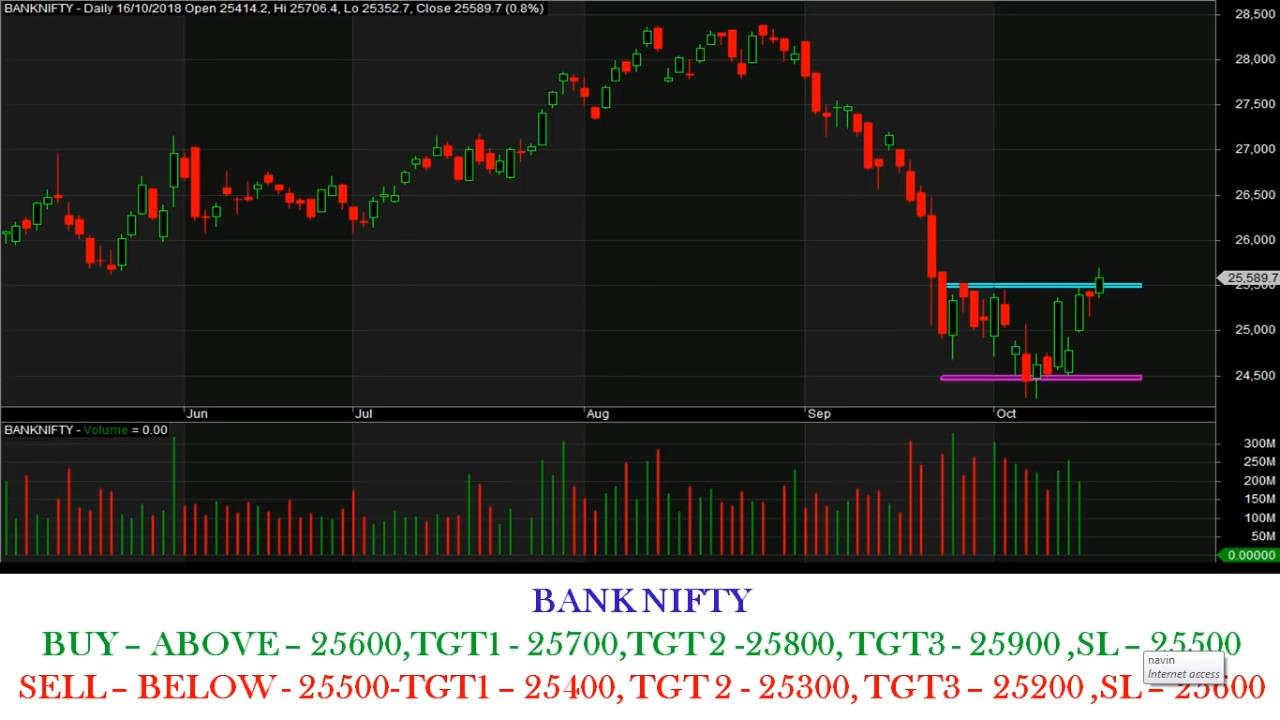 BANKNIFTY - Daily 16/10/2018 Open 25414.2, Hi 25706.4, Lo 25352.7, Close 25589.7 (0.8%)
28,500
28,000
27,500
27,000
26,500
26,000
25,589.7
25,500
25,000
24,500
Jun Jul Aug Sep Oct
BANKNIFTY - Volume = 0.00
300M
250M
200M
150M
100M
50M
0.00000
BANK NIFTY
BUY – ABOVE – 25600,TGT1 - 25700,TGT 2 -25800, TGT3 - 25900 ,SL – 25500
navin
Internet access
SELL – BELOW - 25500-TGT1 – 25400, TGT 2 - 25300, TGT3 – 25200 ,SL – 25600